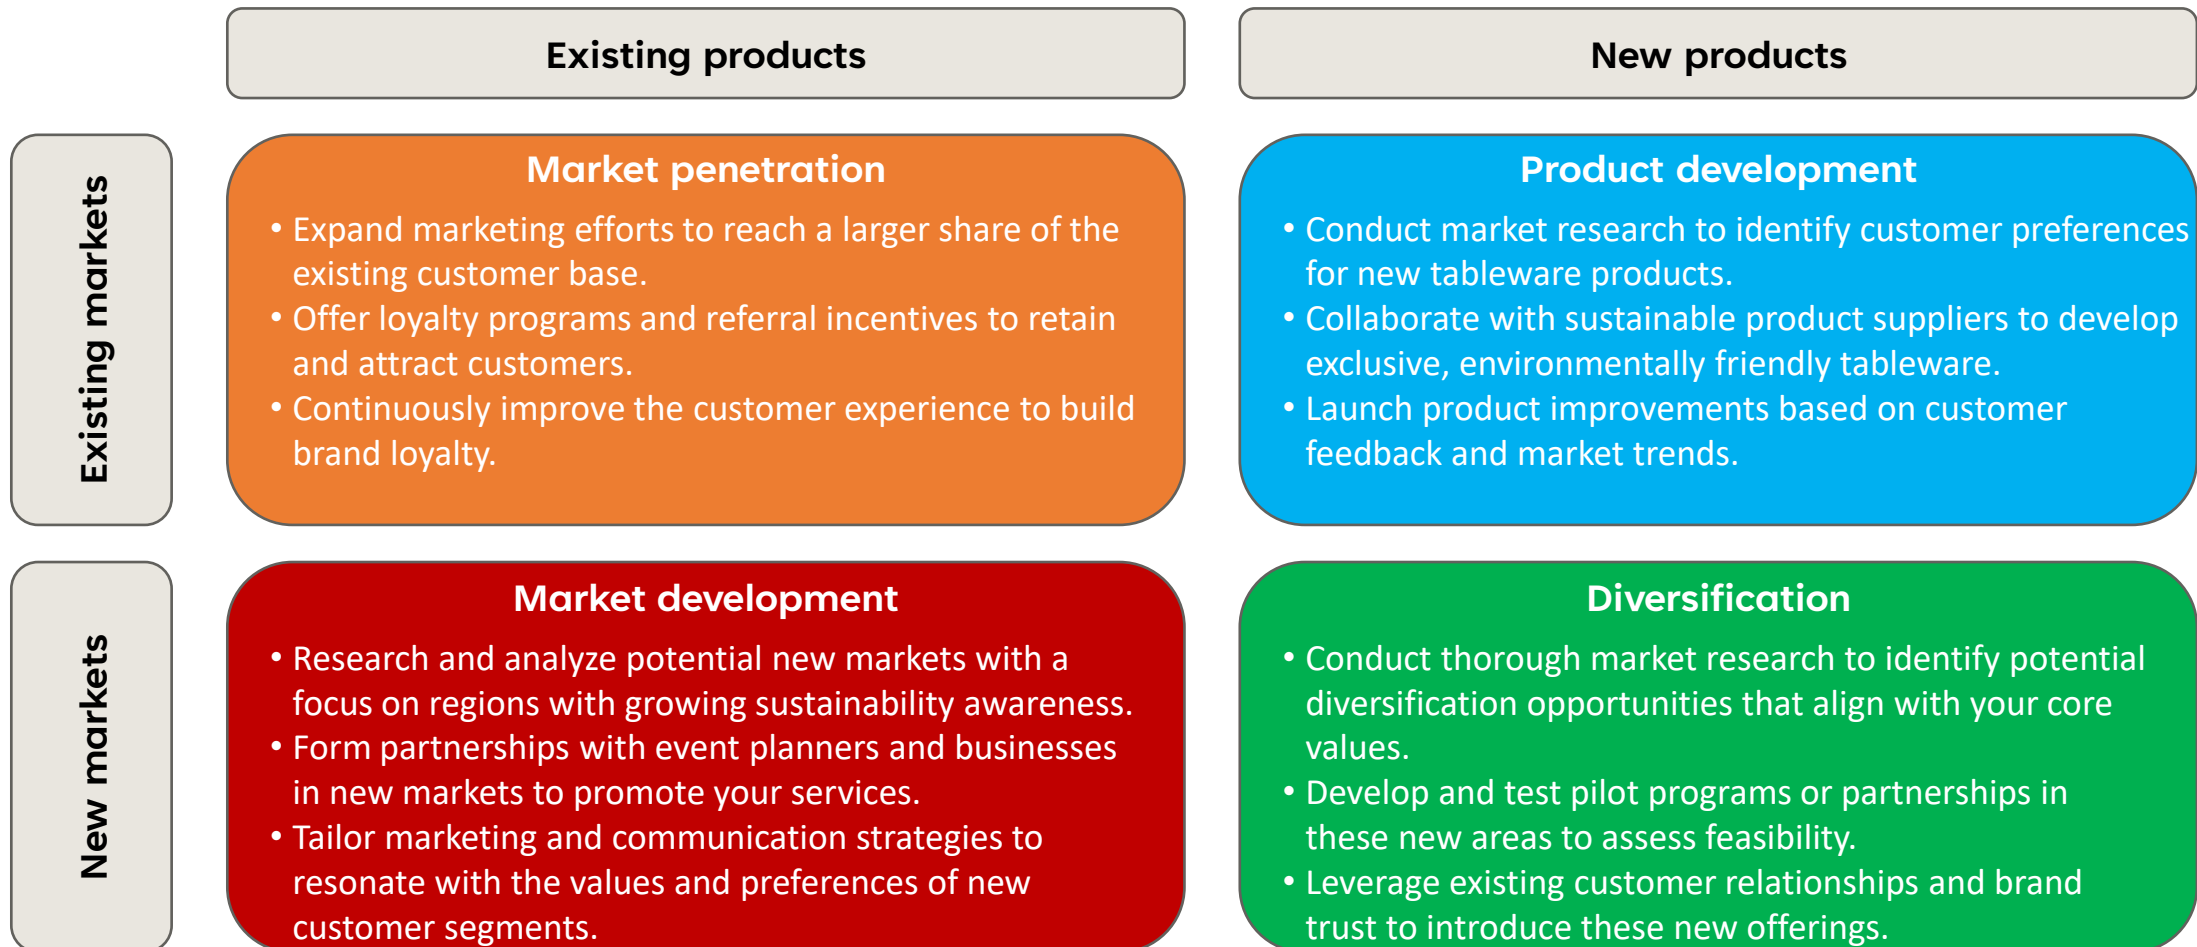 Existing products
New products
Existing markets
Market penetration
• Expand marketing efforts to reach a larger share of the
existing customer base.
• Offer loyalty programs and referral incentives to retain
and attract customers.
• Continuously improve the customer experience to build
brand loyalty.
Product development
• Conduct market research to identify customer preferences
for new tableware products.
• Collaborate with sustainable product suppliers to develop
exclusive, environmentally friendly tableware.
• Launch product improvements based on customer
feedback and market trends.
New markets
Market development
• Research and analyze potential new markets with a
focus on regions with growing sustainability awareness.
• Form partnerships with event planners and businesses
in new markets to promote your services.
• Tailor marketing and communication strategies to
resonate with the values and preferences of new
customer segments.
Diversification
• Conduct thorough market research to identify potential
diversification opportunities that align with your core
values.
• Develop and test pilot programs or partnerships in
these new areas to assess feasibility.
• Leverage existing customer relationships and brand
trust to introduce these new offerings.